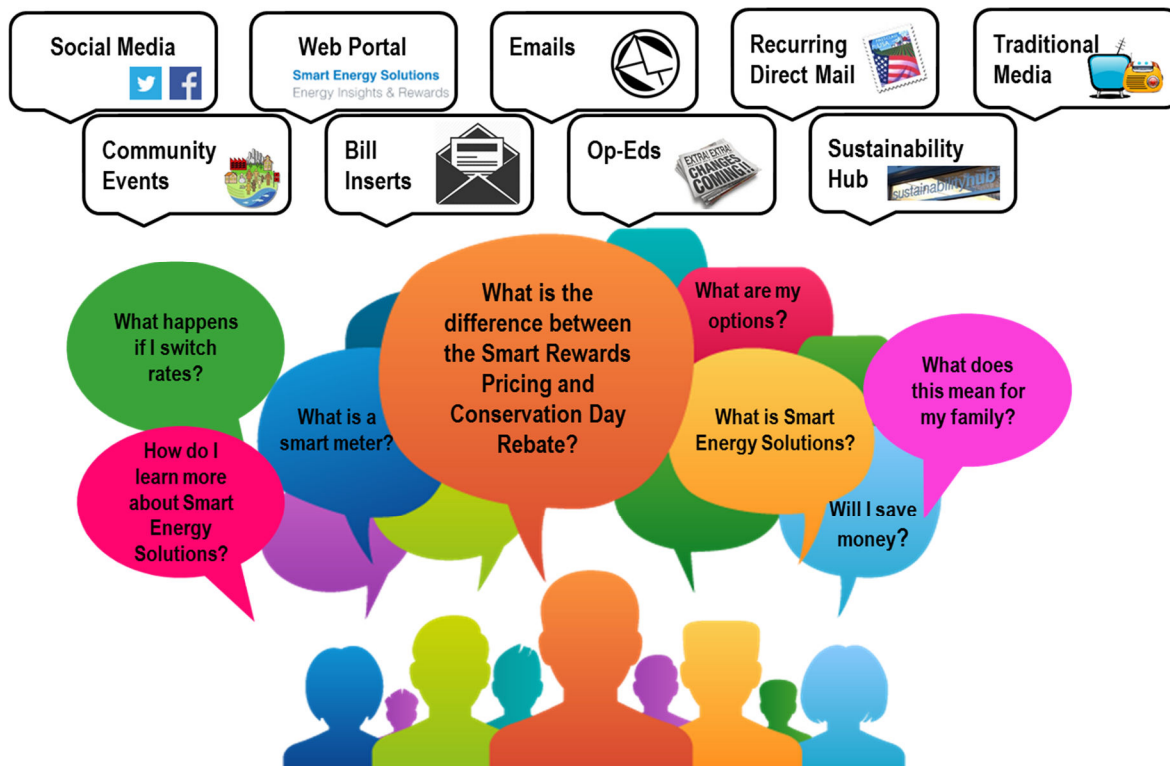 Social Media
Web Portal
Smart Energy Solutions
Energy Insights & Rewards
Emails
Recurring
Direct Mail
Traditional
Media
Community
Events
Bill
Inserts
Op-Eds
EXTRA! EXTRA!
CHANGES
COMING!!
Sustainability
Hub
sustainabilityhub
What happens
if I switch
rates?
How do I
learn more
about Smart
Energy
Solutions?
What is a
smart meter?
What is the
difference between
the Smart Rewards
Pricing and
Conservation Day
Rebate?
What are my
options?
What is Smart
Energy Solutions?
What does
this mean for
my family?
Will I save
money?